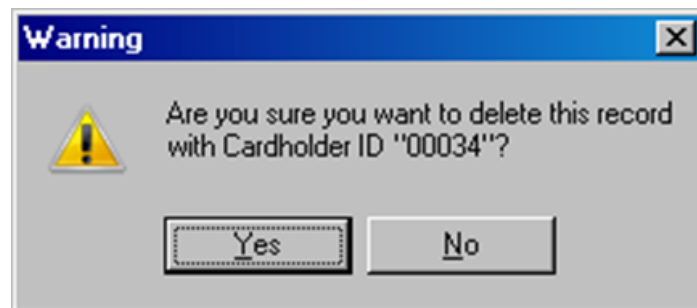 Warning
Are you sure you want to delete this record
with Cardholder ID "00034"?
Yes
No